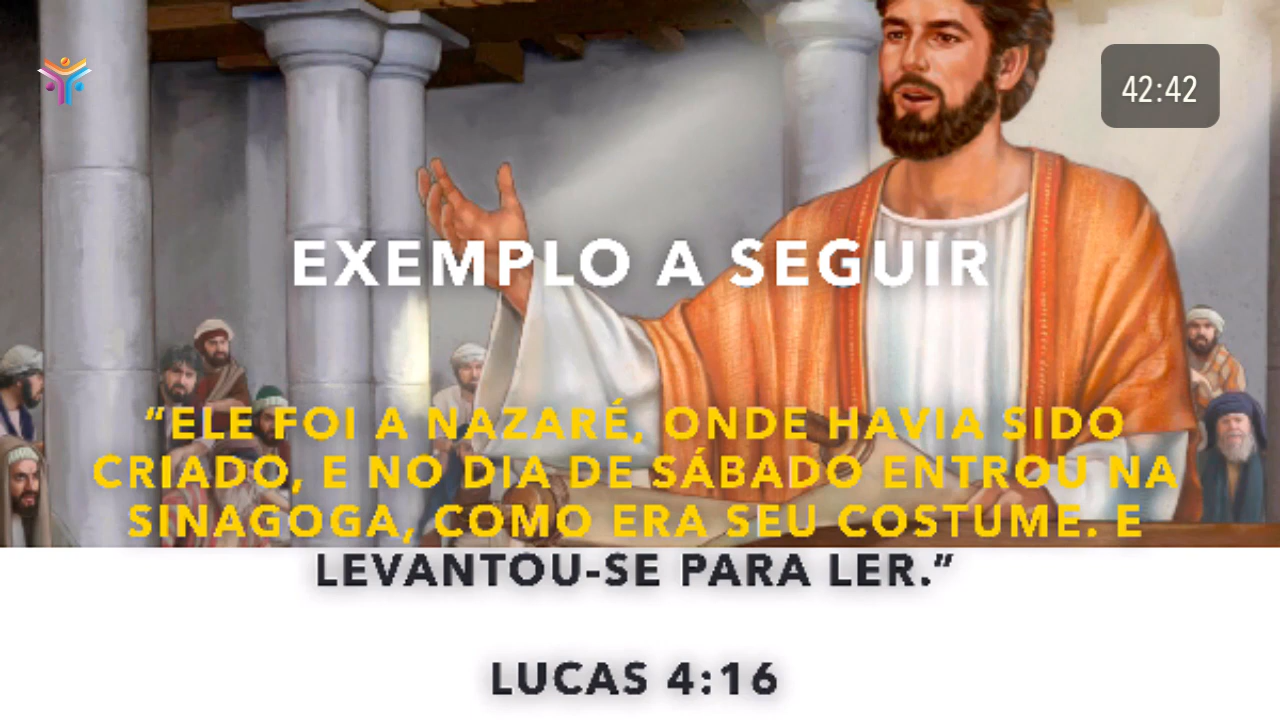 42:42
EXEMPLO A SEGUIR
“ELE FOI A NAZARÉ, ONDE HAVIA SIDO
CRIADO, E NO DIA DE SÁBADO ENTROU NA
SINAGOGA, COMO ERA SEU COSTUME. E
LEVANTOU-SE PARA LER.”
LUCAS 4:16